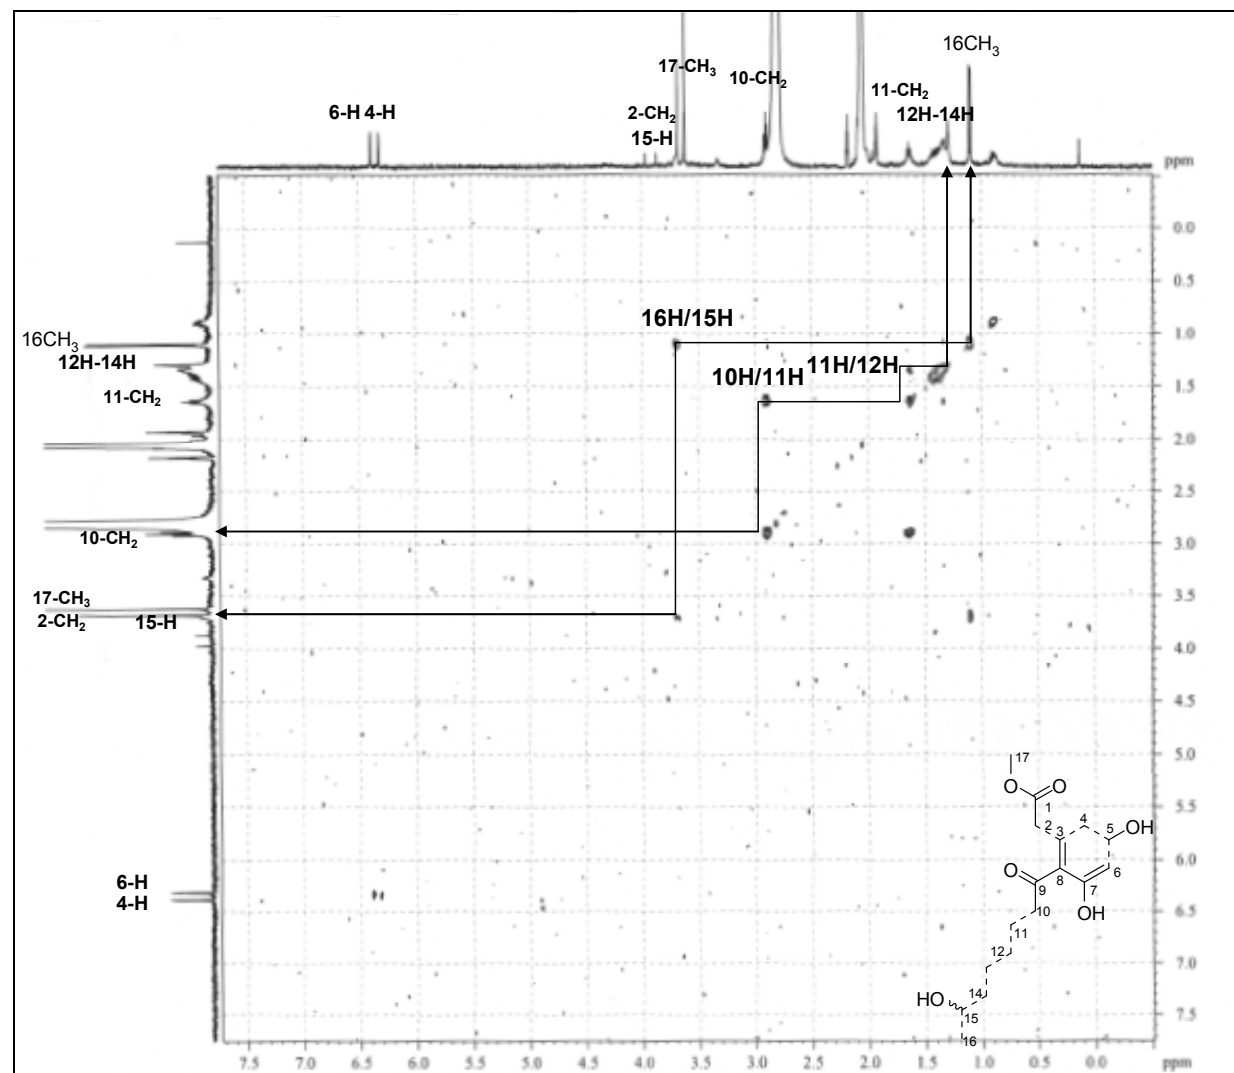 16CH3
17-CH3
10-CH2
11-CH2
6-H 4-H
2-CH2
12H-14H
15-H
ppm
0.0
0.5
16H/15H
1.0
16CH3
12H-14H
11H/12H
10H/11H
1.5
11-CH2
2.0
2.5
10-CH2
3.0
3.5
17-CH3
2-CH2
15-H
4.0
4.5
5.0
17
O
O
1
5.5
2
4
3
5
OH
6.0
O
6
8
9
7
6-H
4-H
10
OH
6.5
11
12
7.0
14
HO
15
7.5
16
7.5 7.0 6.5 6.0 5.5 5.0 4.5 4.0 3.5 3.0 2.5 2.0 1.5 1.0 0.5 0.0 ppm